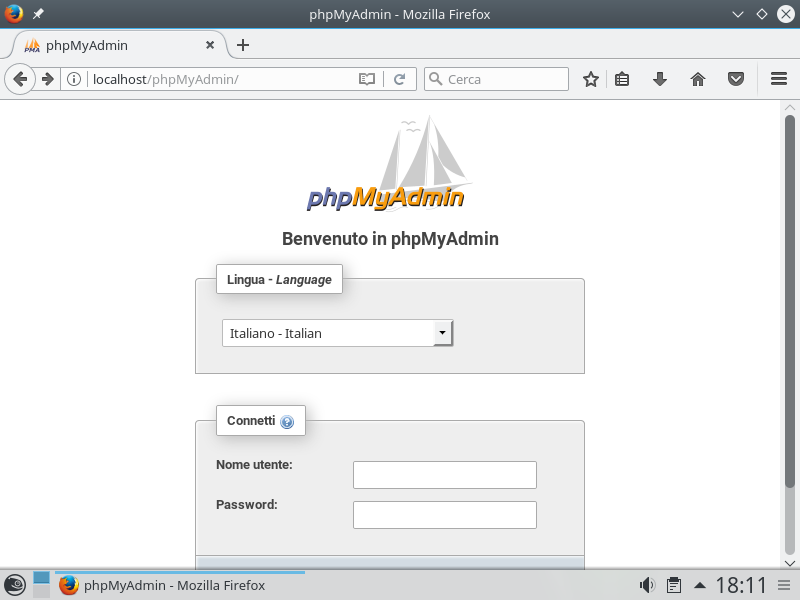 phpMyAdmin - Mozilla Firefox
PMA phpMyAdmin
localhost/phpMyAdmin/
Cerca
phpMyAdmin
Benvenuto in phpMyAdmin
Lingua - Language
Italiano - Italian
Connetti
Nome utente:
Password:
phpMyAdmin - Mozilla Firefox
18:11